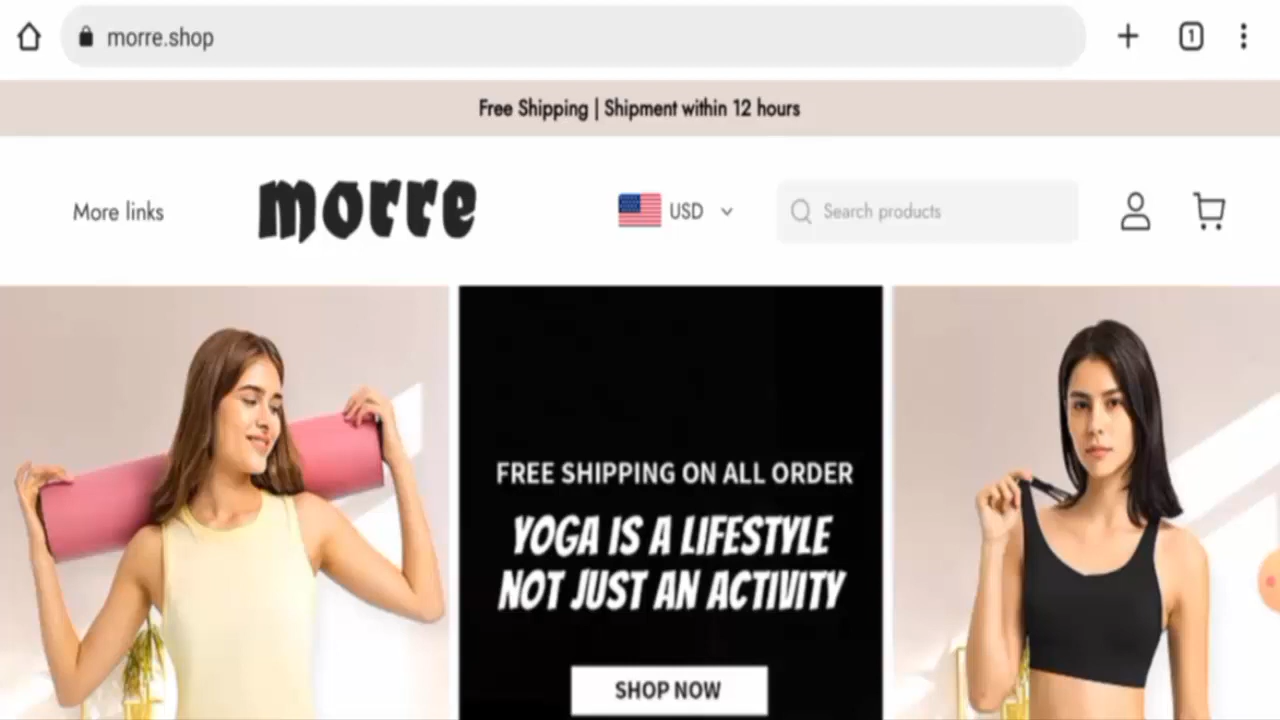 morre.shop
1
Free Shipping | Shipment within 12 hours
More links
morre
USD
Search products
FREE SHIPPING ON ALL ORDER
YOGA IS A LIFESTYLE
NOT JUST AN ACTIVITY
SHOP NOW